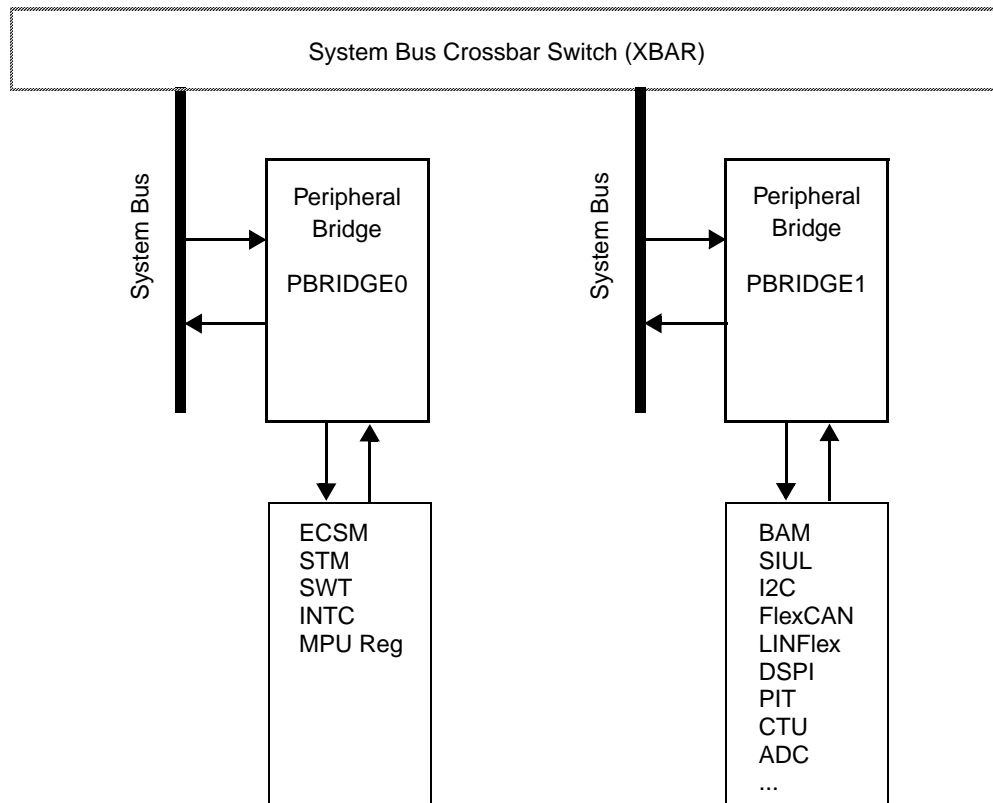 System Bus Crossbar Switch (XBAR)
System Bus
Peripheral
Bridge
PBRIDGE0
System Bus
Peripheral
Bridge
PBRIDGE1
ECSM
STM
SWT
INTC
MPU Reg
BAM
SIUL
I2C
FlexCAN
LINFlex
DSPI
PIT
CTU
ADC
...